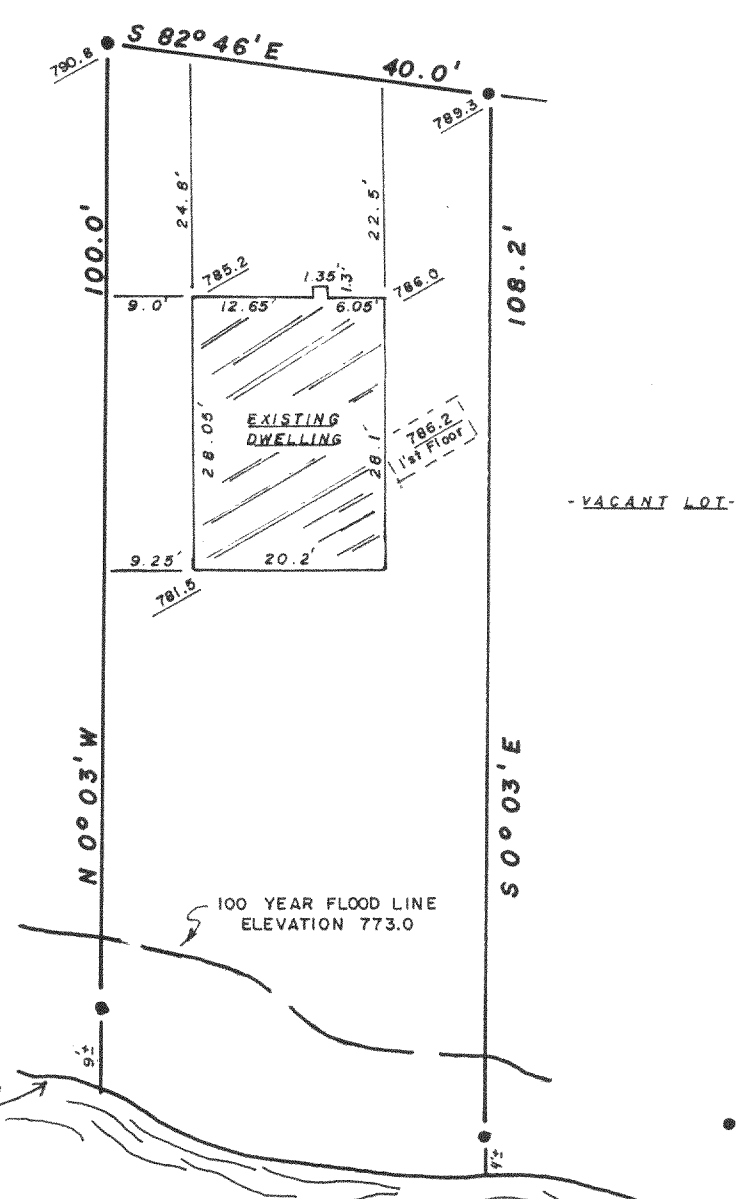 S 82° 46' E
40.0'
790.8
789.3
24.8'
22.5'
100.0'
108.2'
785.2
1.35'
1.3'
786.0
9.0'
12.65'
6.05'
EXISTING
DWELLING
28.05'
28.1'
786.2
1'st Floor
-VACANT LOT-
9.25'
20.2'
781.5
N 0° 03' W
S 0° 03' E
100 YEAR FLOOD LINE
ELEVATION 773.0
9'±
4'±